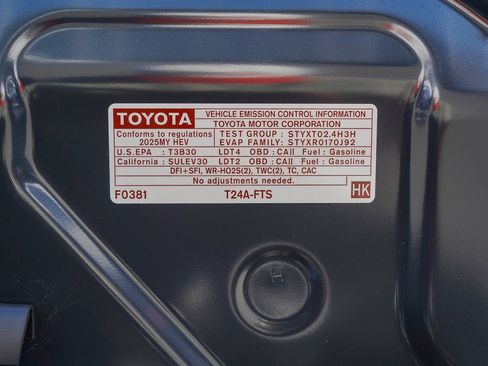 TOYOTA
VEHICLE EMISSION CONTROL INFORMATION
TOYOTA MOTOR CORPORATION
Conforms to regulations
2025MY HEV
TEST GROUP : STYXT02.4H3H
EVAP FAMILY: STYXR0170J92
U.S.EPA : T3B30 LDT4 OBD : CAII Fuel : Gasoline
California : SULEV30 LDT2 OBD : CAII Fuel : Gasoline
DFI+SFI, WR-HO2S(2), TWC(2), TC, CAC
No adjustments needed.
F0381 T24A-FTS HK
H